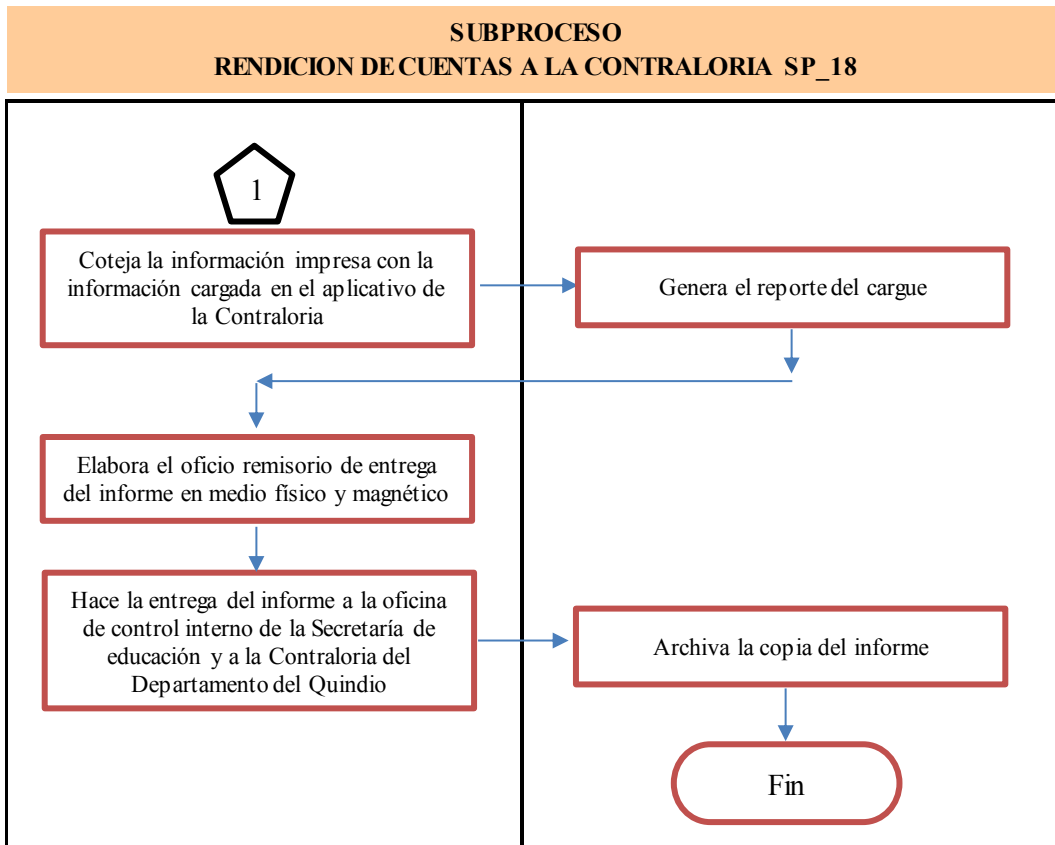 SUBPROCESO
RENDICION DE CUENTAS A LA CONTRALORIA SP_18
1
Coteja la información impresa con la
información cargada en el aplicativo de
la Contraloria
Genera el reporte del cargue
Elabora el oficio remisorio de entrega
del informe en medio físico y magnético
Hace la entrega del informe a la oficina
de control interno de la Secretaría de
educación y a la Contraloria del
Departamento del Quindio
Archiva la copia del informe
Fin